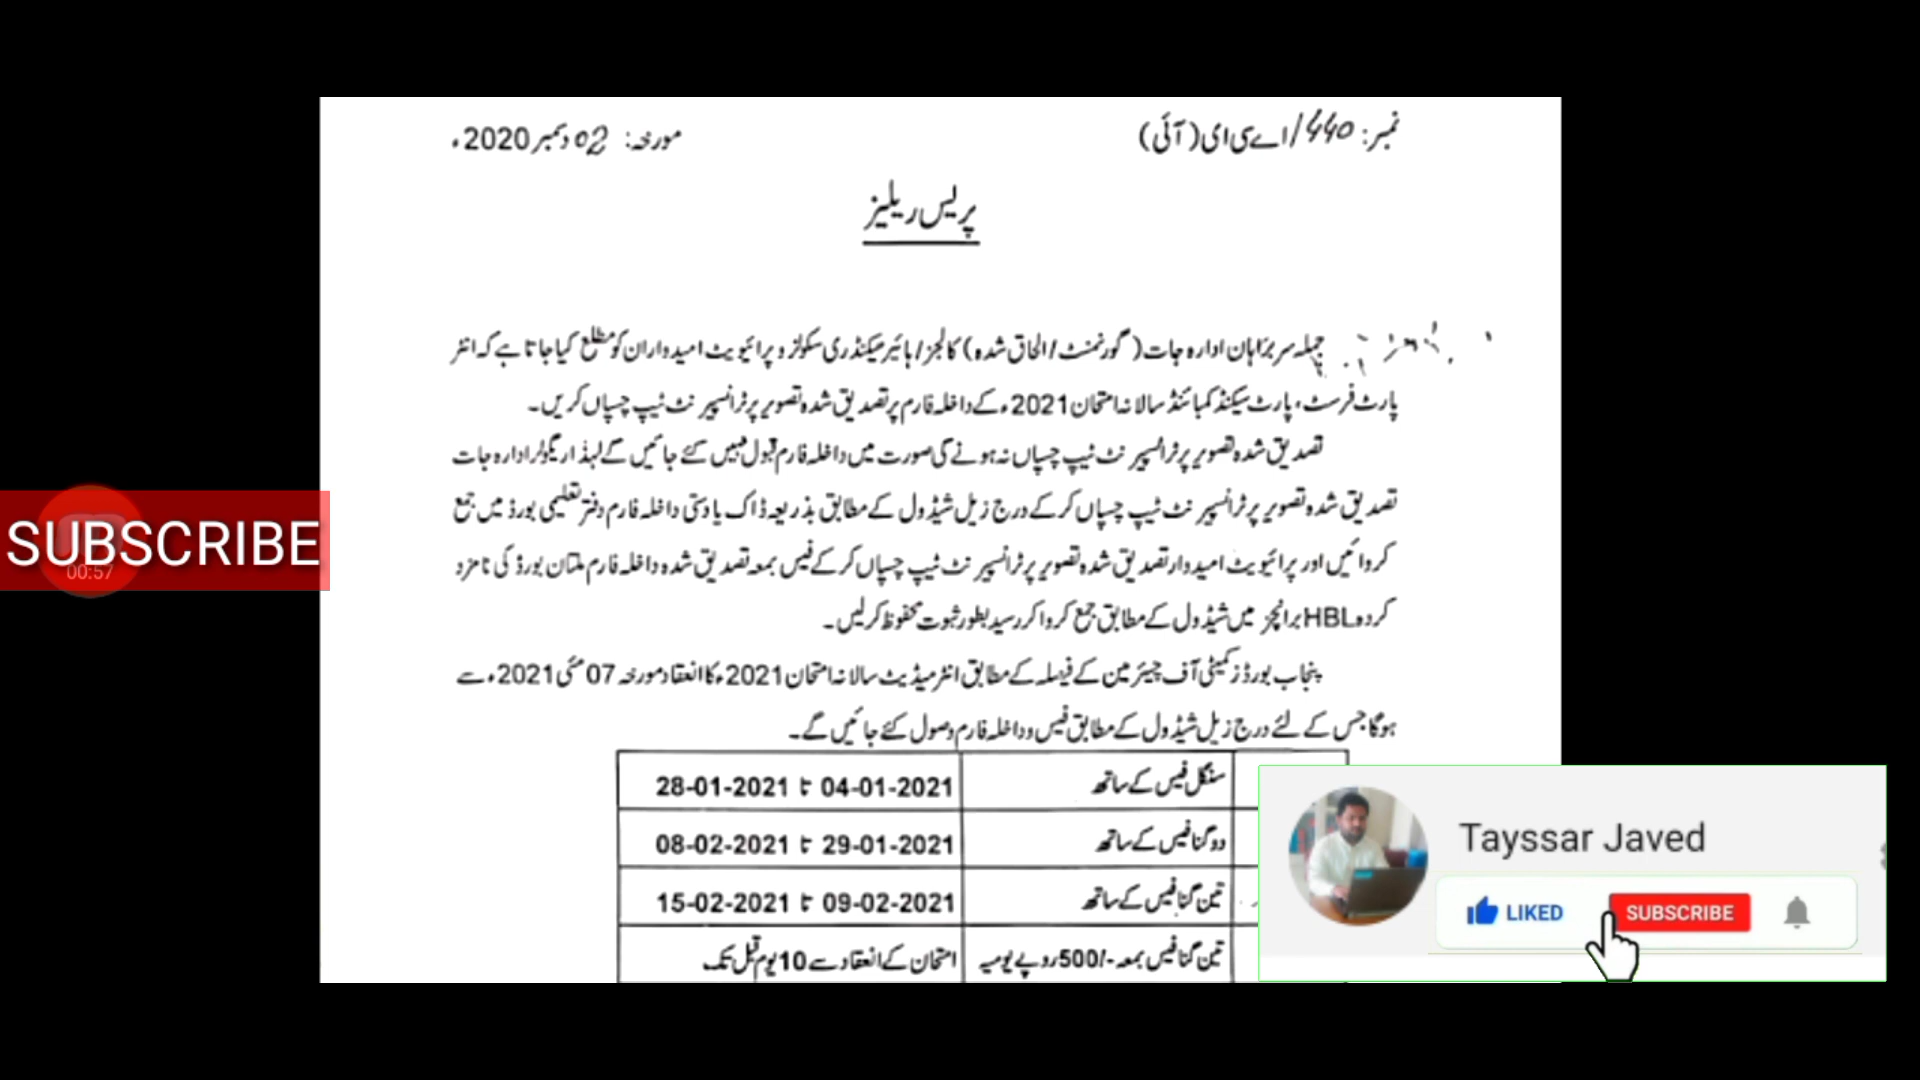 نمبر: 440/اے سی ای(آئی)
مورخہ: 02 دسمبر 2020ء
پریس ریلیز
جملہ سربراہان ادارہ جات (گورنمنٹ/الحاق شدہ) کالجز/ہائیر سیکنڈری سکولز و پرائیویٹ امیدواران کو مطلع کیا جاتا ہے کہ انٹر
پارٹ فرسٹ، پارٹ سیکنڈ کمبائنڈ سالانہ امتحان 2021ء کے داخلہ فارم پر تصدیق شدہ تصویر پر ٹرانسپیرنٹ ٹیپ چسپاں کریں۔
تصدیق شدہ تصویر پر ٹرانسپیرنٹ ٹیپ چسپاں نہ ہونے کی صورت میں داخلہ فارم قبول نہیں کئے جائیں گے لہذا ریگولر ادارہ جات
تصدیق شدہ تصویر پر ٹرانسپیرنٹ ٹیپ چسپاں کرکے درج زیل شیڈول کے مطابق بذریعہ ڈاک یا دستی داخلہ فارم دفتر تعلیمی بورڈ میں جمع
کروائیں اور پرائیویٹ امیدوار تصدیق شدہ تصویر پر ٹرانسپیرنٹ ٹیپ چسپاں کرکے فیس بمعہ تصدیق شدہ داخلہ فارم ملتان بورڈ کی نامزد
کردہ HBL برانچز میں شیڈول کے مطابق جمع کروا کر رسید بطور ثبوت محفوظ کرلیں۔
پنجاب بورڈز کمیٹی آف چیئرمین کے فیصلہ کے مطابق انٹرمیڈیٹ سالانہ امتحان 2021ء کا انعقاد مورخہ 07 مئی 2021ء سے
ہوگا جس کے لئے درج زیل شیڈول کے مطابق فیس و داخلہ فارم وصول کئے جائیں گے۔
سنگل فیس کے ساتھ 04-01-2021 تا 28-01-2021
دوگنا فیس کے ساتھ 29-01-2021 تا 08-02-2021
تین گنا فیس کے ساتھ 09-02-2021 تا 15-02-2021
تین گنا فیس بمعہ -/500 روپے یومیہ امتحان کے انعقاد سے 10 یوم قبل تک
SUBSCRIBE
00:57
Tayssar Javed
LIKED
SUBSCRIBE